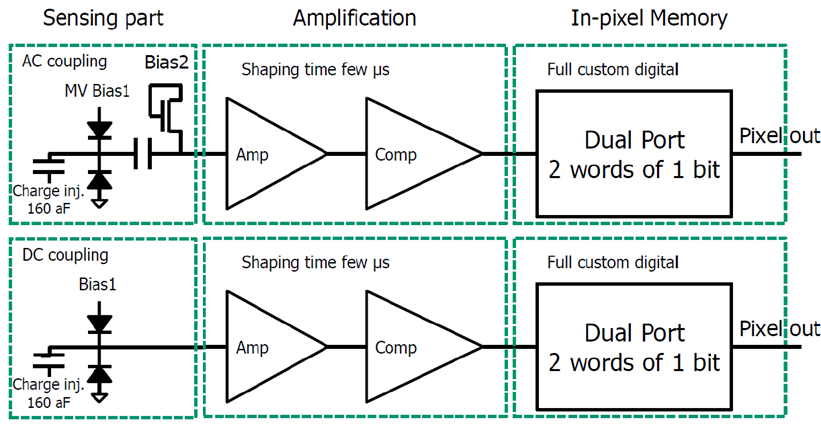 Sensing part
Amplification
In-pixel Memory
AC coupling
Bias2
MV Bias1
Charge inj.
160 aF
Shaping time few µs
Amp
Comp
Full custom digital
Dual Port
2 words of 1 bit
Pixel out
DC coupling
Bias1
Charge inj.
160 aF
Shaping time few µs
Amp
Comp
Full custom digital
Dual Port
2 words of 1 bit
Pixel out